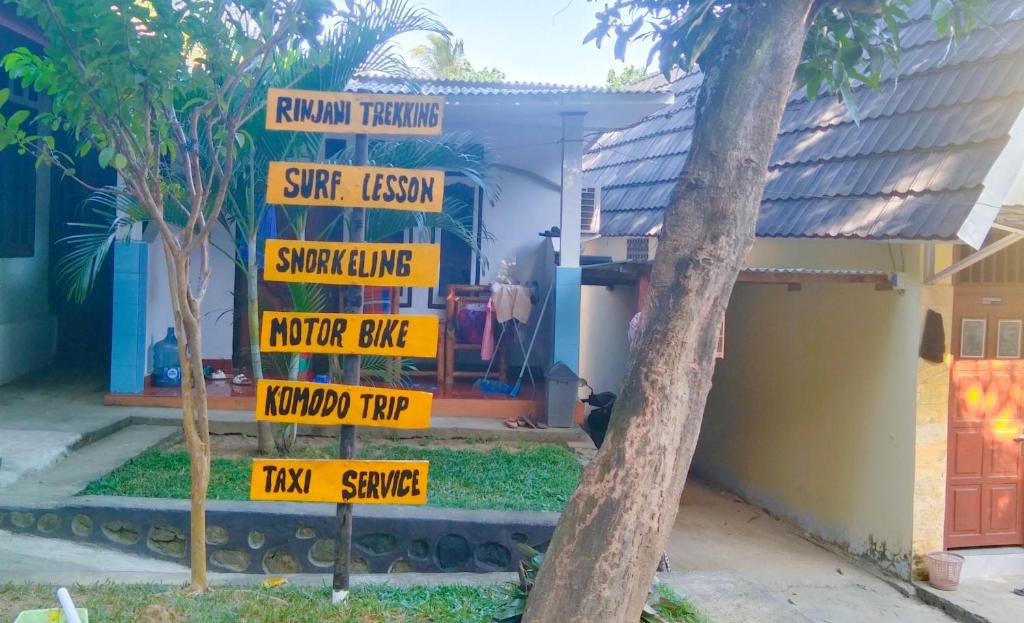 RINJANI TREKKING
SURF. LESSON
SNORKELING
MOTOR BIKE
KOMODO TRIP
TAXI SERVICE